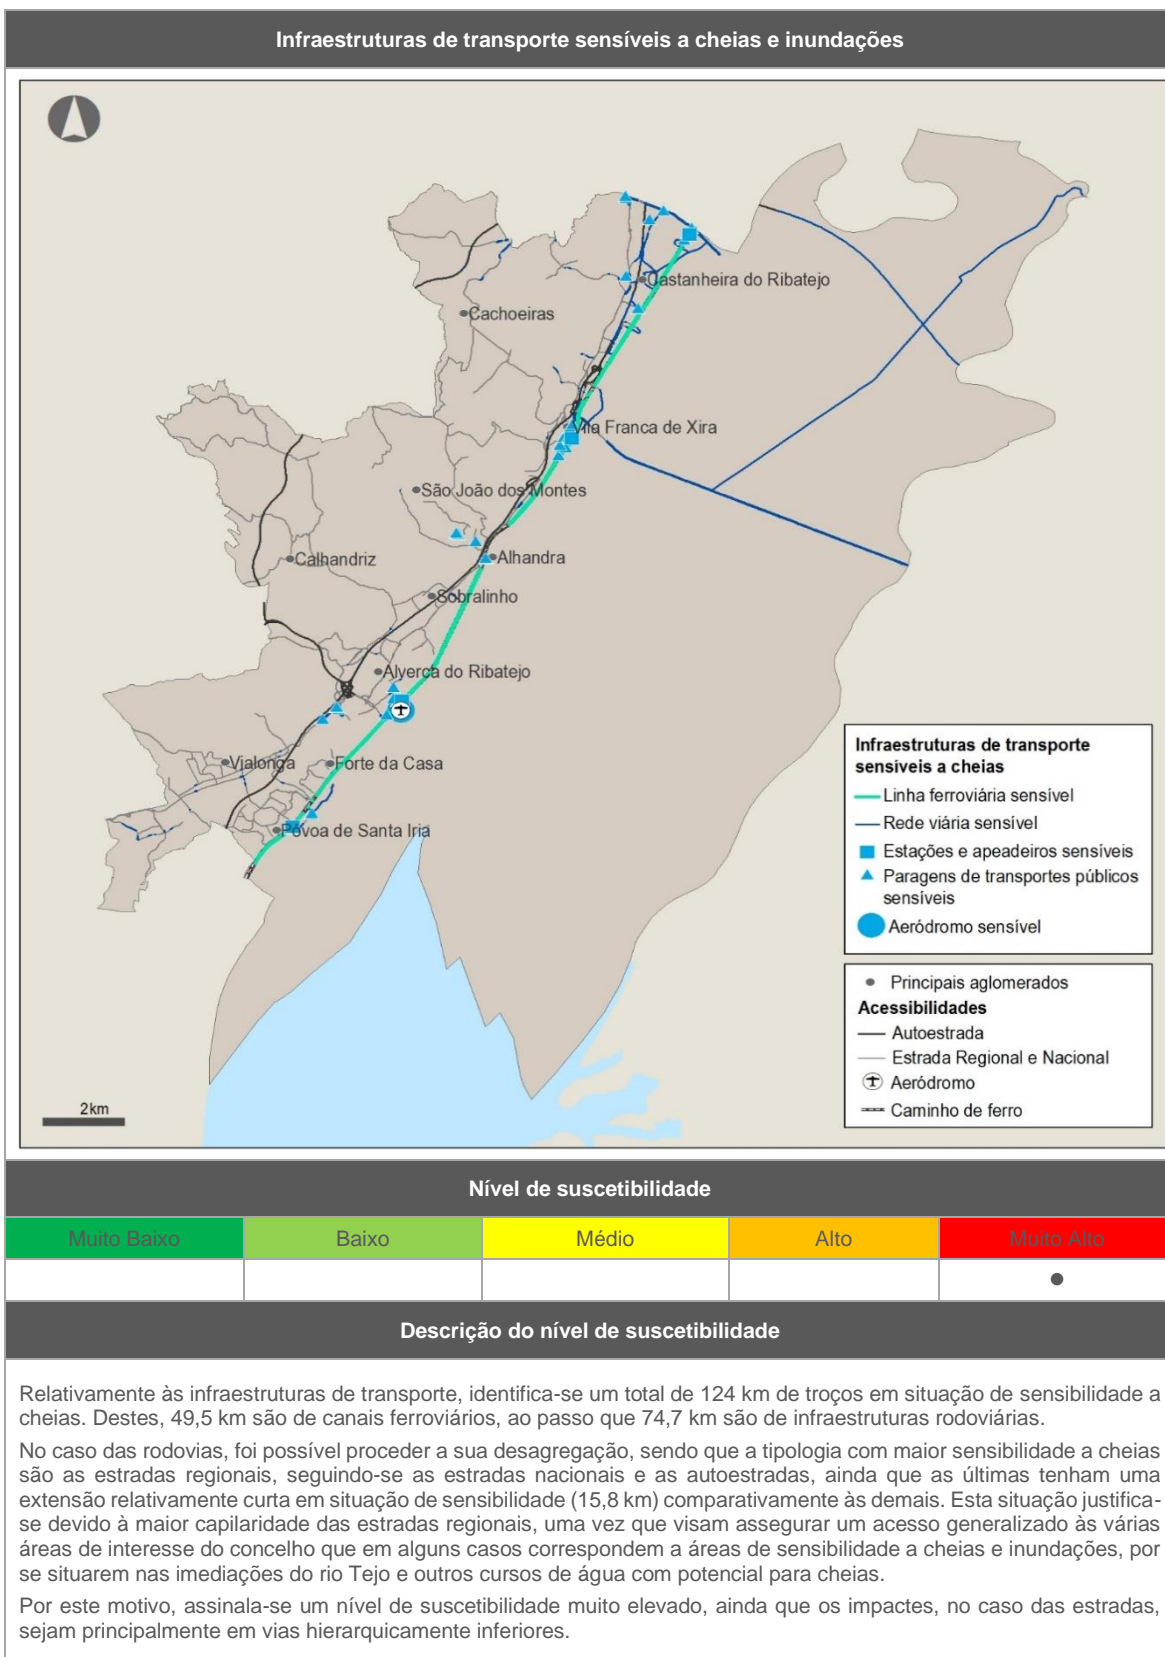 Infraestruturas de transporte sensíveis a cheias e inundações
Castanheira do Ribatejo
Cachoeiras
Vila Franca de Xira
São João dos Montes
Alhandra
Calhandriz
Sobralinho
Alverca do Ribatejo
Vialonga
Forte da Casa
Póvoa de Santa Iria
2km
Infraestruturas de transporte
sensíveis a cheias
Linha ferroviária sensível
Rede viária sensível
Estações e apeadeiros sensíveis
Paragens de transportes públicos
sensíveis
Aeródromo sensível
Principais aglomerados
Acessibilidades
Autoestrada
Estrada Regional e Nacional
Aeródromo
Caminho de ferro
Nível de suscetibilidade
Muito Baixo Baixo Médio Alto Muito Alto
Descrição do nível de suscetibilidade
Relativamente às infraestruturas de transporte, identifica-se um total de 124 km de troços em situação de sensibilidade a
cheias. Destes, 49,5 km são de canais ferroviários, ao passo que 74,7 km são de infraestruturas rodoviárias.
No caso das rodovias, foi possível proceder a sua desagregação, sendo que a tipologia com maior sensibilidade a cheias
são as estradas regionais, seguindo-se as estradas nacionais e as autoestradas, ainda que as últimas tenham uma
extensão relativamente curta em situação de sensibilidade (15,8 km) comparativamente às demais. Esta situação justifica-
se devido à maior capilaridade das estradas regionais, uma vez que visam assegurar um acesso generalizado às várias
áreas de interesse do concelho que em alguns casos correspondem a áreas de sensibilidade a cheias e inundações, por
se situarem nas imediações do rio Tejo e outros cursos de água com potencial para cheias.
Por este motivo, assinala-se um nível de suscetibilidade muito elevado, ainda que os impactes, no caso das estradas,
sejam principalmente em vias hierarquicamente inferiores.